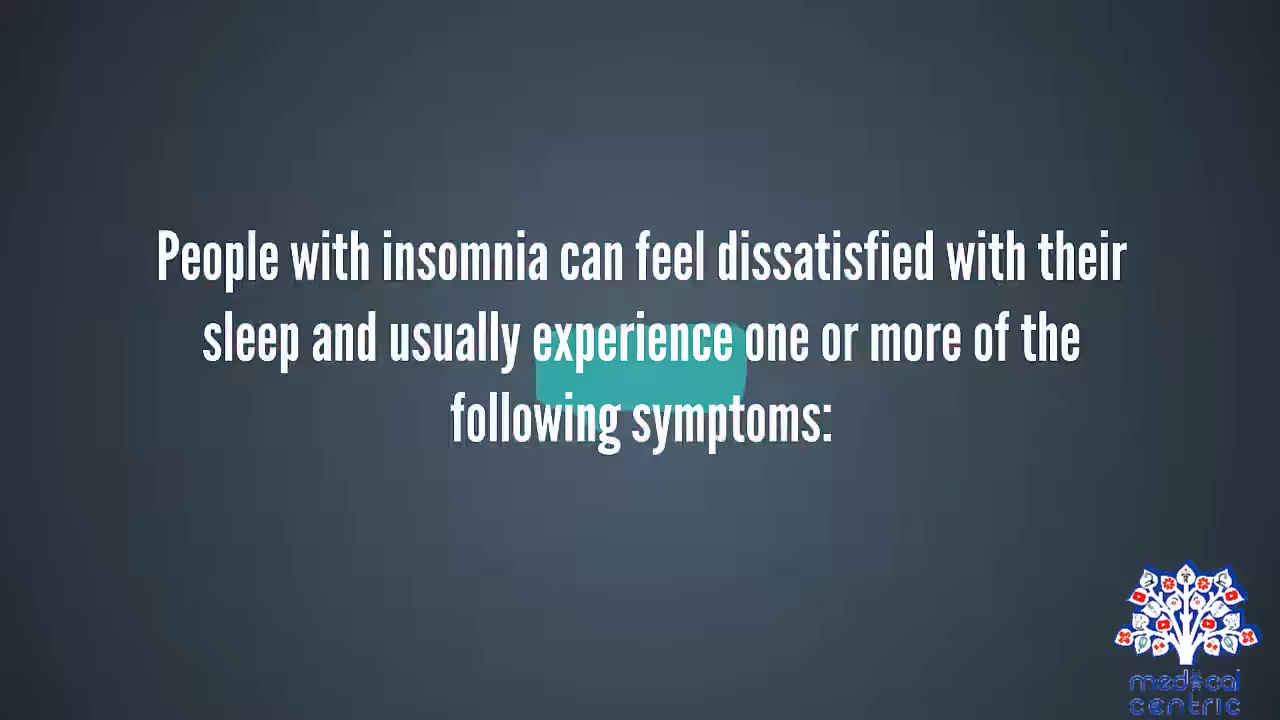 People with insomnia can feel dissatisfied with their
sleep and usually experience one or more of the
following symptoms:
medical
centric